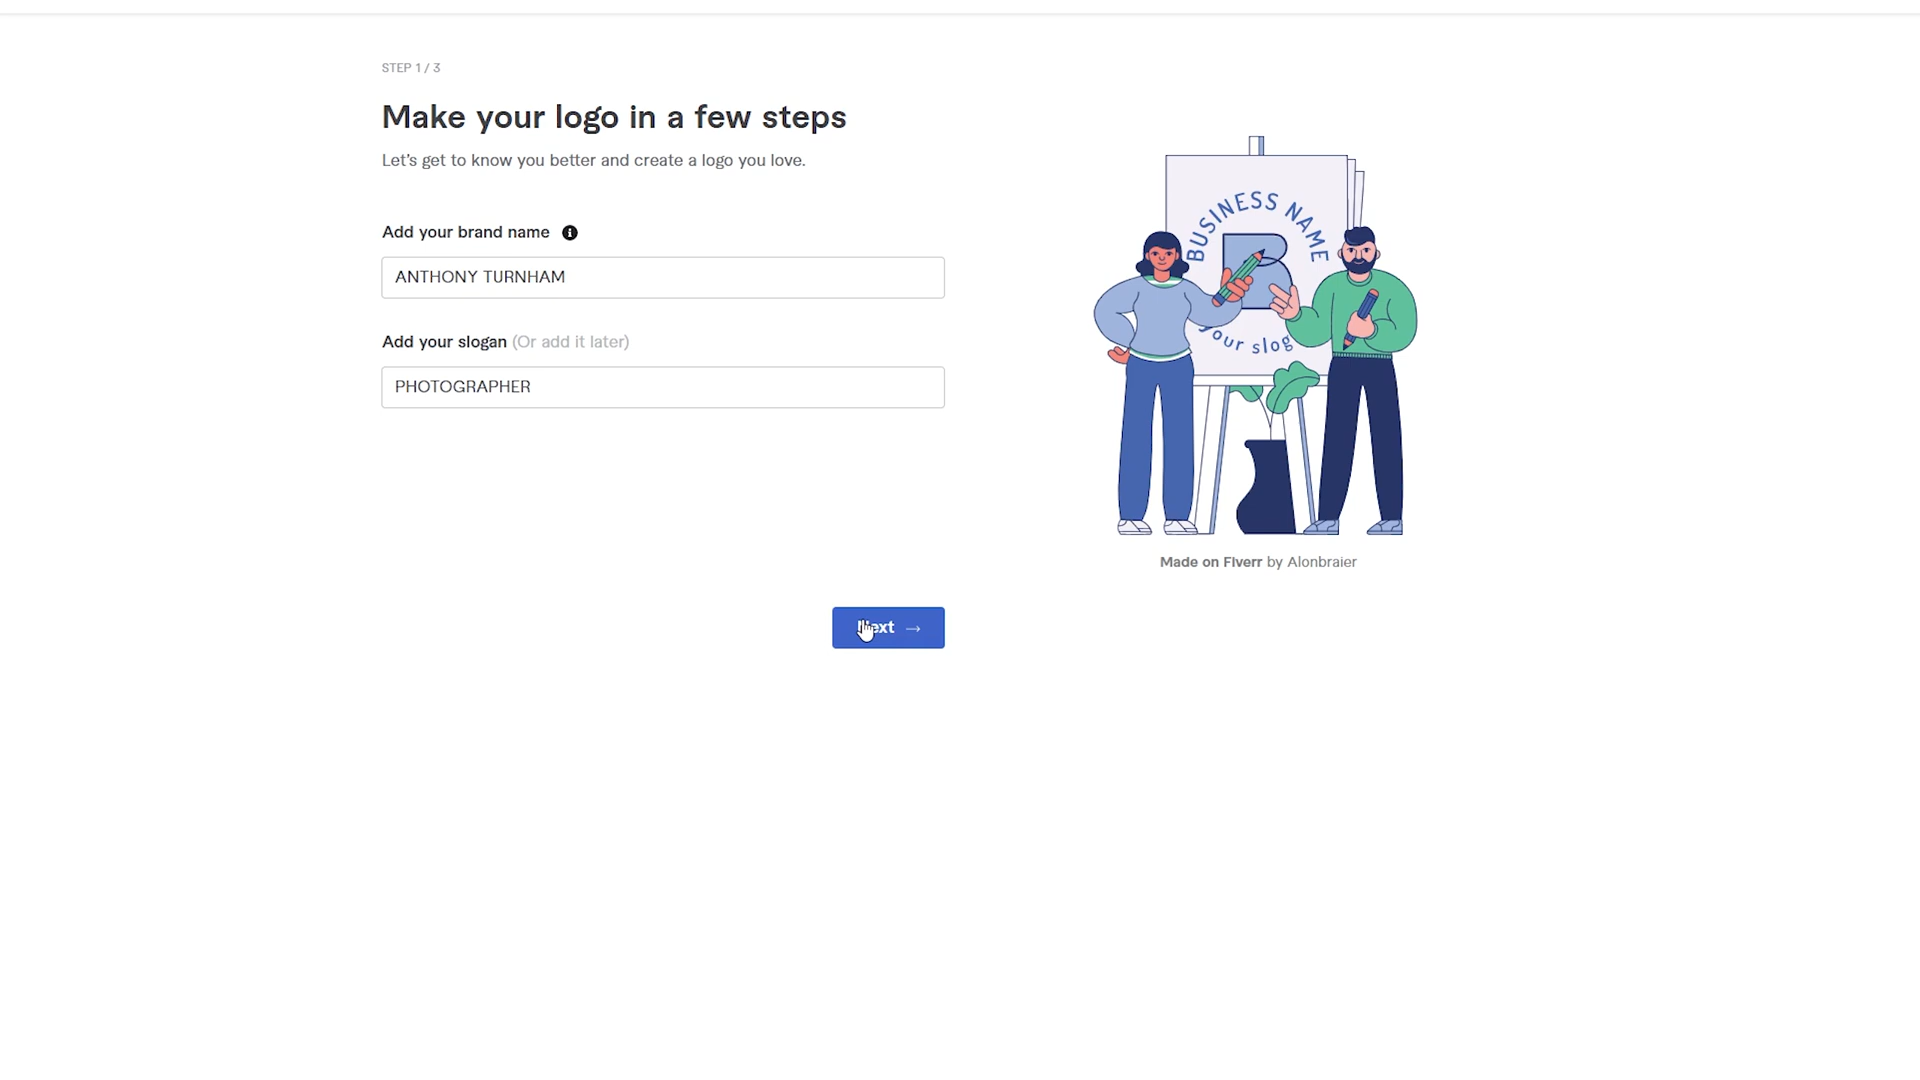 STEP 1 / 3
Make your logo in a few steps
Let's get to know you better and create a logo you love.
Add your brand name
ANTHONY TURNHAM
Add your slogan (Or add it later)
PHOTOGRAPHER
Next →
BUSINESS NAME
B
your slog
Made on Fiverr by Alonbraier